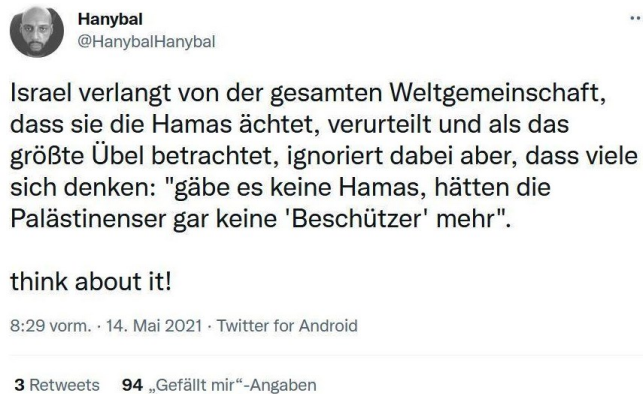 Hanybal
@HanybalHanybal
Israel verlangt von der gesamten Weltgemeinschaft,
dass sie die Hamas ächtet, verurteilt und als das
größte Übel betrachtet, ignoriert dabei aber, dass viele
sich denken: "gäbe es keine Hamas, hätten die
Palästinenser gar keine 'Beschützer' mehr".
think about it!
8:29 vorm. · 14. Mai 2021 · Twitter for Android
3 Retweets 94 „Gefällt mir“-Angaben